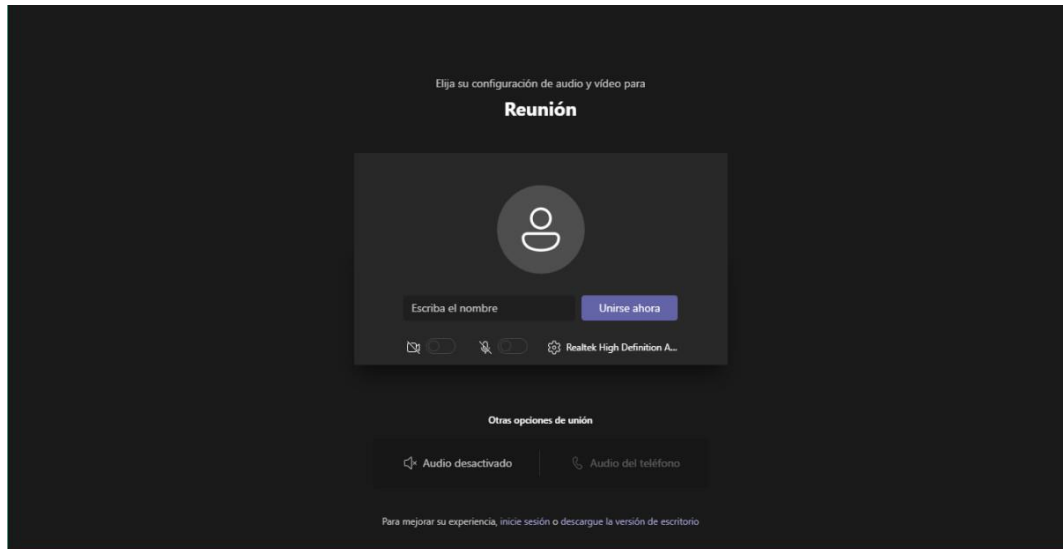 Elija su configuración de audio y vídeo para
Reunión
Escriba el nombre
Unirse ahora
Realtek High Definition A...
Otras opciones de unión
Audio desactivado
Audio del teléfono
Para mejorar su experiencia, inicie sesión o descargue la versión de escritorio